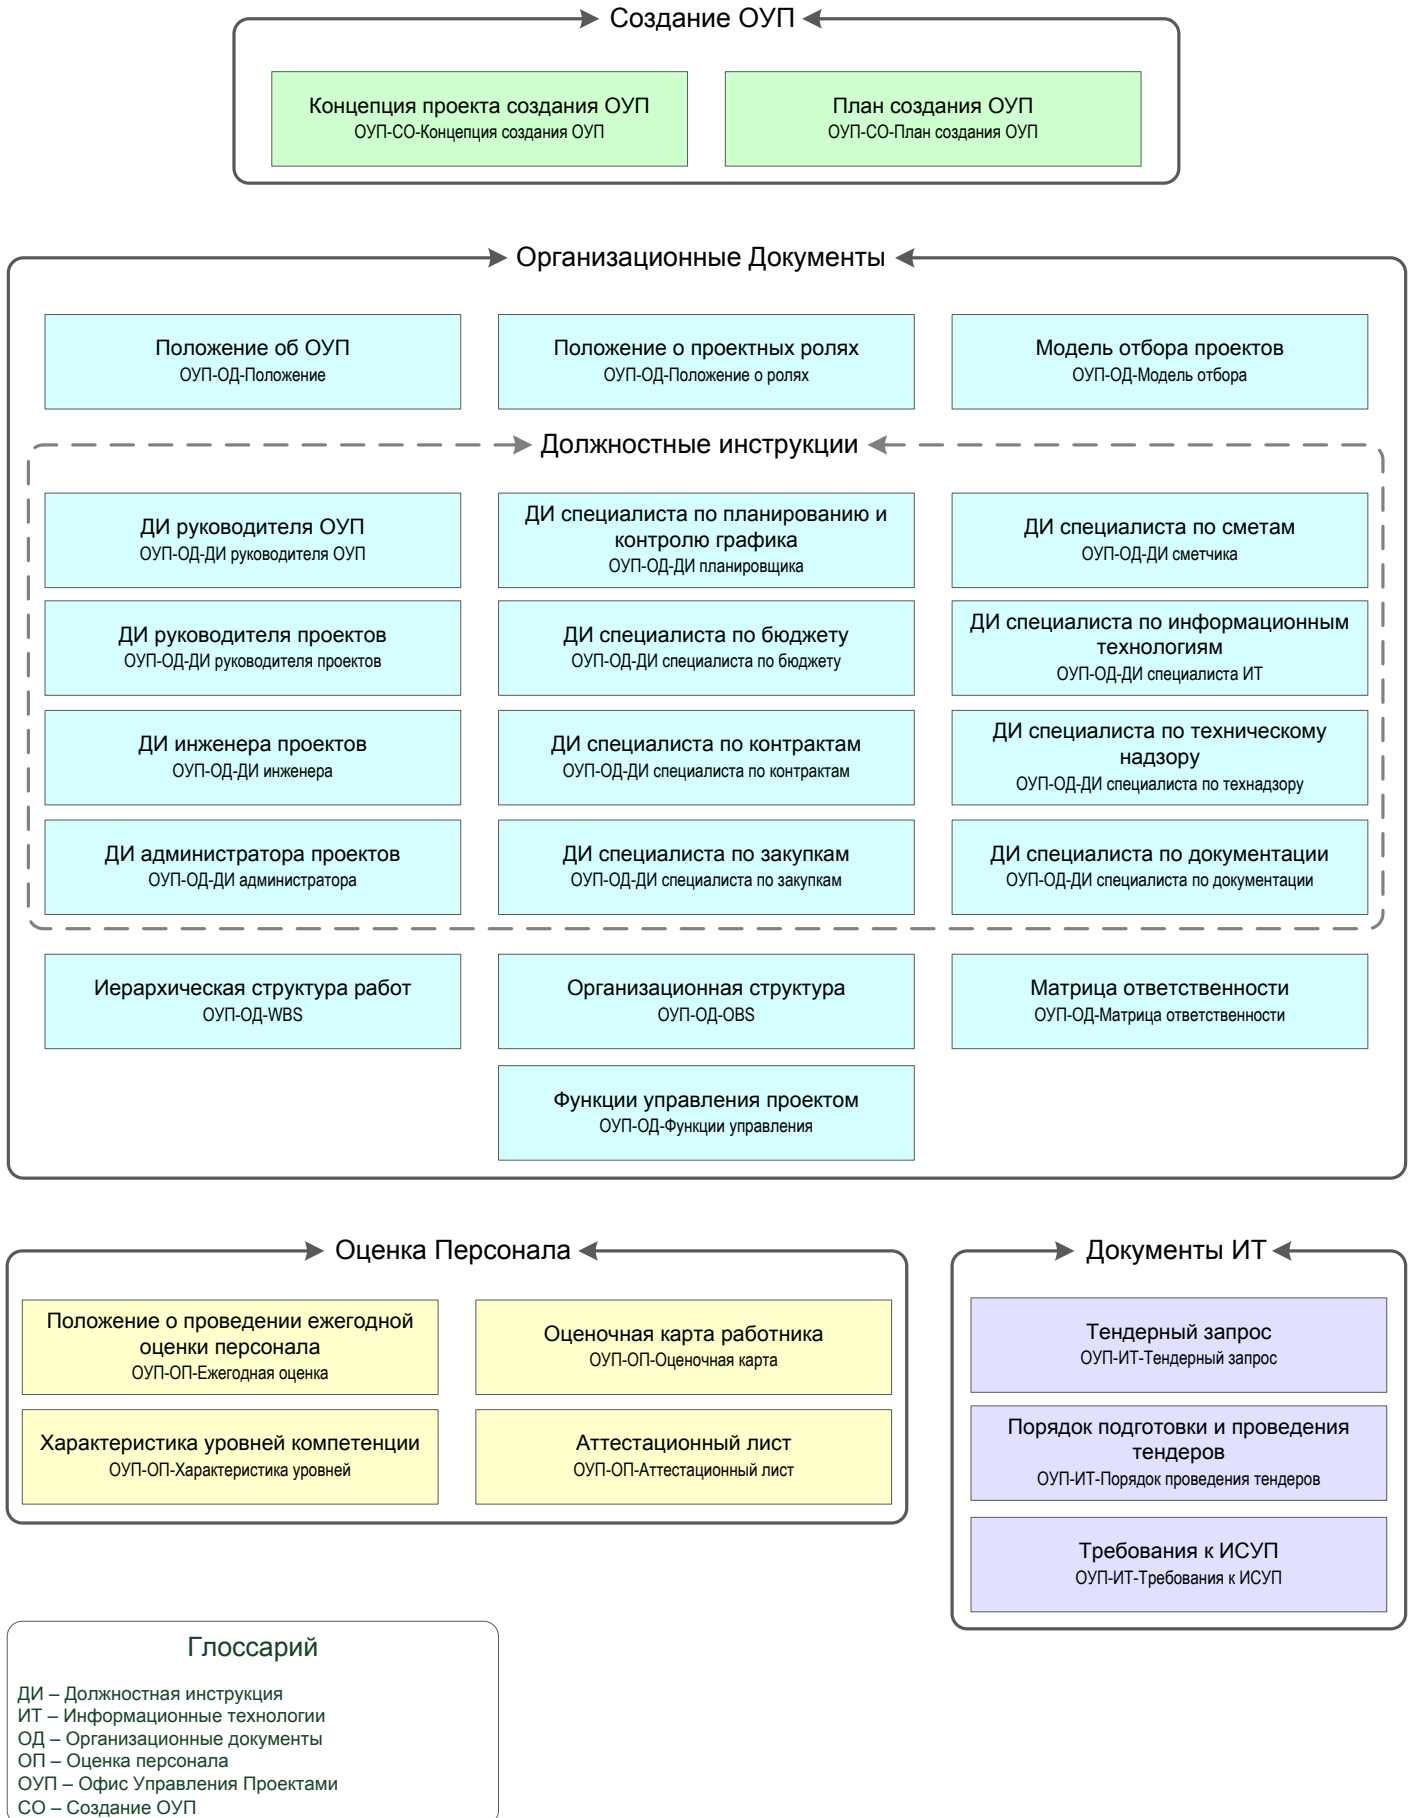 Создание ОУП
Концепция проекта создания ОУП
ОУП-СО-Концепция создания ОУП
План создания ОУП
ОУП-СО-План создания ОУП
Организационные Документы
Положение об ОУП
ОУП-ОД-Положение
Положение о проектных ролях
ОУП-ОД-Положение о ролях
Модель отбора проектов
ОУП-ОД-Модель отбора
Должностные инструкции
ДИ руководителя ОУП
ОУП-ОД-ДИ руководителя ОУП
ДИ специалиста по планированию и
контролю графика
ОУП-ОД-ДИ планировщика
ДИ специалиста по сметам
ОУП-ОД-ДИ сметчика
ДИ руководителя проектов
ОУП-ОД-ДИ руководителя проектов
ДИ специалиста по бюджету
ОУП-ОД-ДИ специалиста по бюджету
ДИ специалиста по информационным
технологиям
ОУП-ОД-ДИ специалиста ИТ
ДИ инженера проектов
ОУП-ОД-ДИ инженера
ДИ специалиста по контрактам
ОУП-ОД-ДИ специалиста по контрактам
ДИ специалиста по техническому
надзору
ОУП-ОД-ДИ специалиста по технадзору
ДИ администратора проектов
ОУП-ОД-ДИ администратора
ДИ специалиста по закупкам
ОУП-ОД-ДИ специалиста по закупкам
ДИ специалиста по документации
ОУП-ОД-ДИ специалиста по документации
Иерархическая структура работ
ОУП-ОД-WBS
Организационная структура
ОУП-ОД-OBS
Матрица ответственности
ОУП-ОД-Матрица ответственности
Функции управления проектом
ОУП-ОД-Функции управления
Оценка Персонала
Положение о проведении ежегодной
оценки персонала
ОУП-ОП-Ежегодная оценка
Оценочная карта работника
ОУП-ОП-Оценочная карта
Характеристика уровней компетенции
ОУП-ОП-Характеристика уровней
Аттестационный лист
ОУП-ОП-Аттестационный лист
Документы ИТ
Тендерный запрос
ОУП-ИТ-Тендерный запрос
Порядок подготовки и проведения
тендеров
ОУП-ИТ-Порядок проведения тендеров
Требования к ИСУП
ОУП-ИТ-Требования к ИСУП
Глоссарий
ДИ – Должностная инструкция
ИТ – Информационные технологии
ОД – Организационные документы
ОП – Оценка персонала
ОУП – Офис Управления Проектами
СО – Создание ОУП